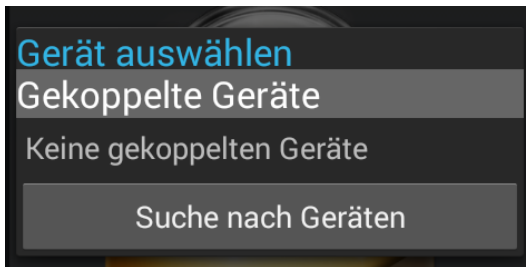 Gerät auswählen
Gekoppelte Geräte
Keine gekoppelten Geräte
Suche nach Geräten